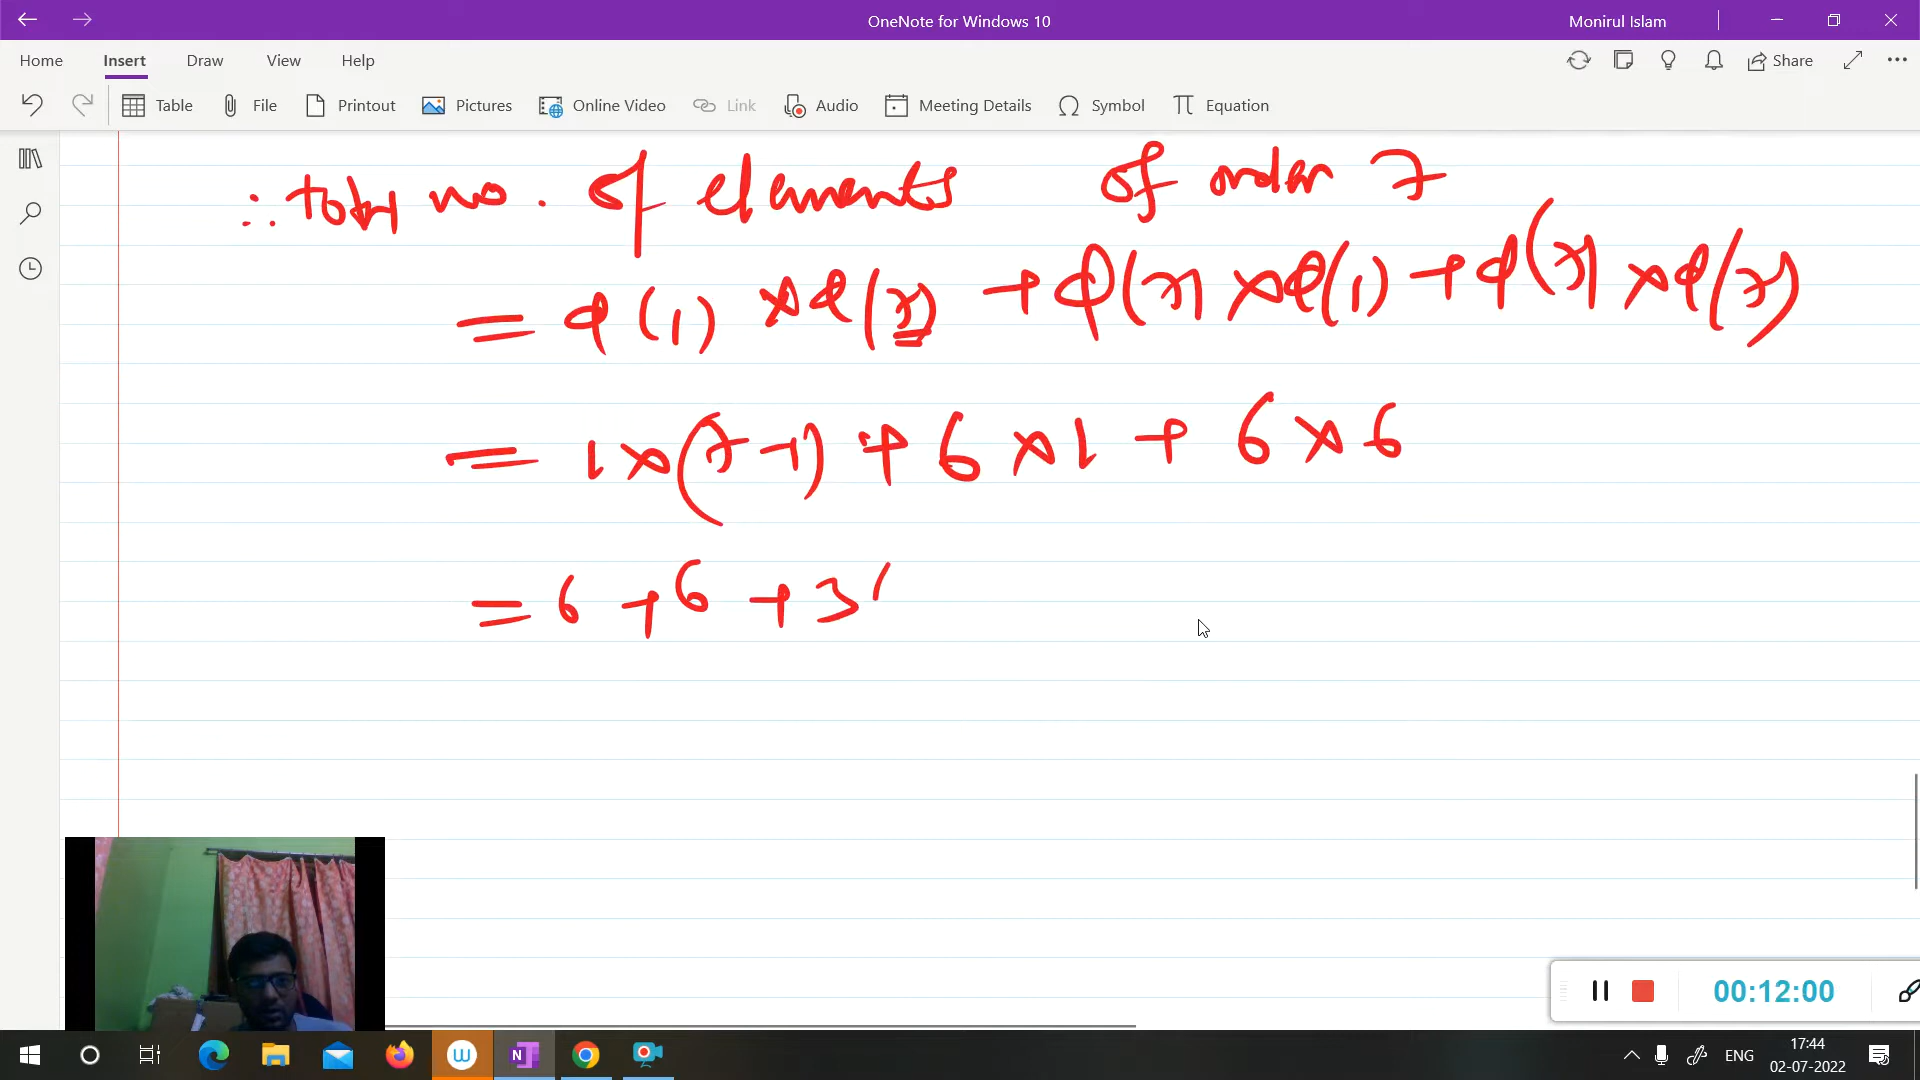 OneNote for Windows 10
Monirul Islam
Home Insert Draw View Help Share
Table File Printout Pictures Online Video Link Audio Meeting Details Symbol Equation
∴ total no. of elements of order 7
= φ(1) × φ(7) + φ(7) × φ(1) + φ(7) × φ(7)
= 1 × (7-1) + 6 × 1 + 6 × 6
= 6 + 6 + 3
00:12:00
ENG
17:44
02-07-2022